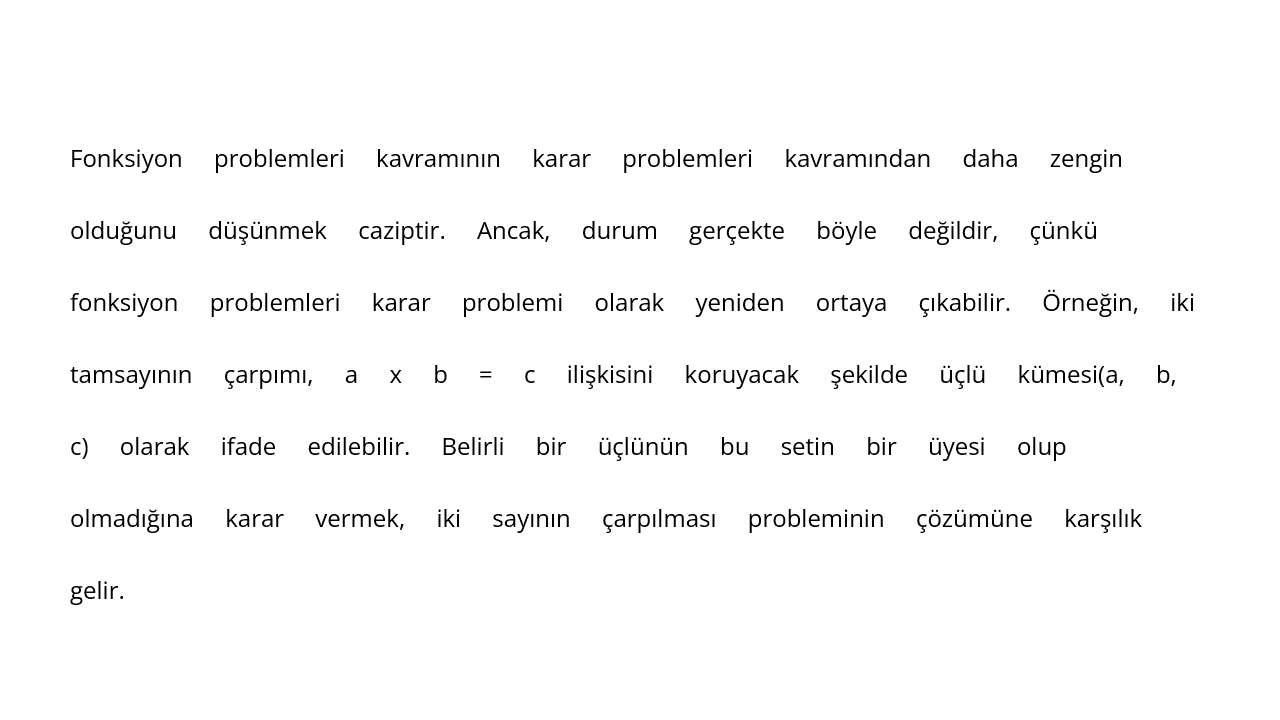 Fonksiyon problemleri kavramının karar problemleri kavramından daha zengin
olduğunu düşünmek caziptir. Ancak, durum gerçekte böyle değildir, çünkü
fonksiyon problemleri karar problemi olarak yeniden ortaya çıkabilir. Örneğin, iki
tamsayının çarpımı, a x b = c ilişkisini koruyacak şekilde üçlü kümesi(a, b,
c) olarak ifade edilebilir. Belirli bir üçlünün bu setin bir üyesi olup
olmadığına karar vermek, iki sayının çarpılması probleminin çözümüne karşılık
gelir.